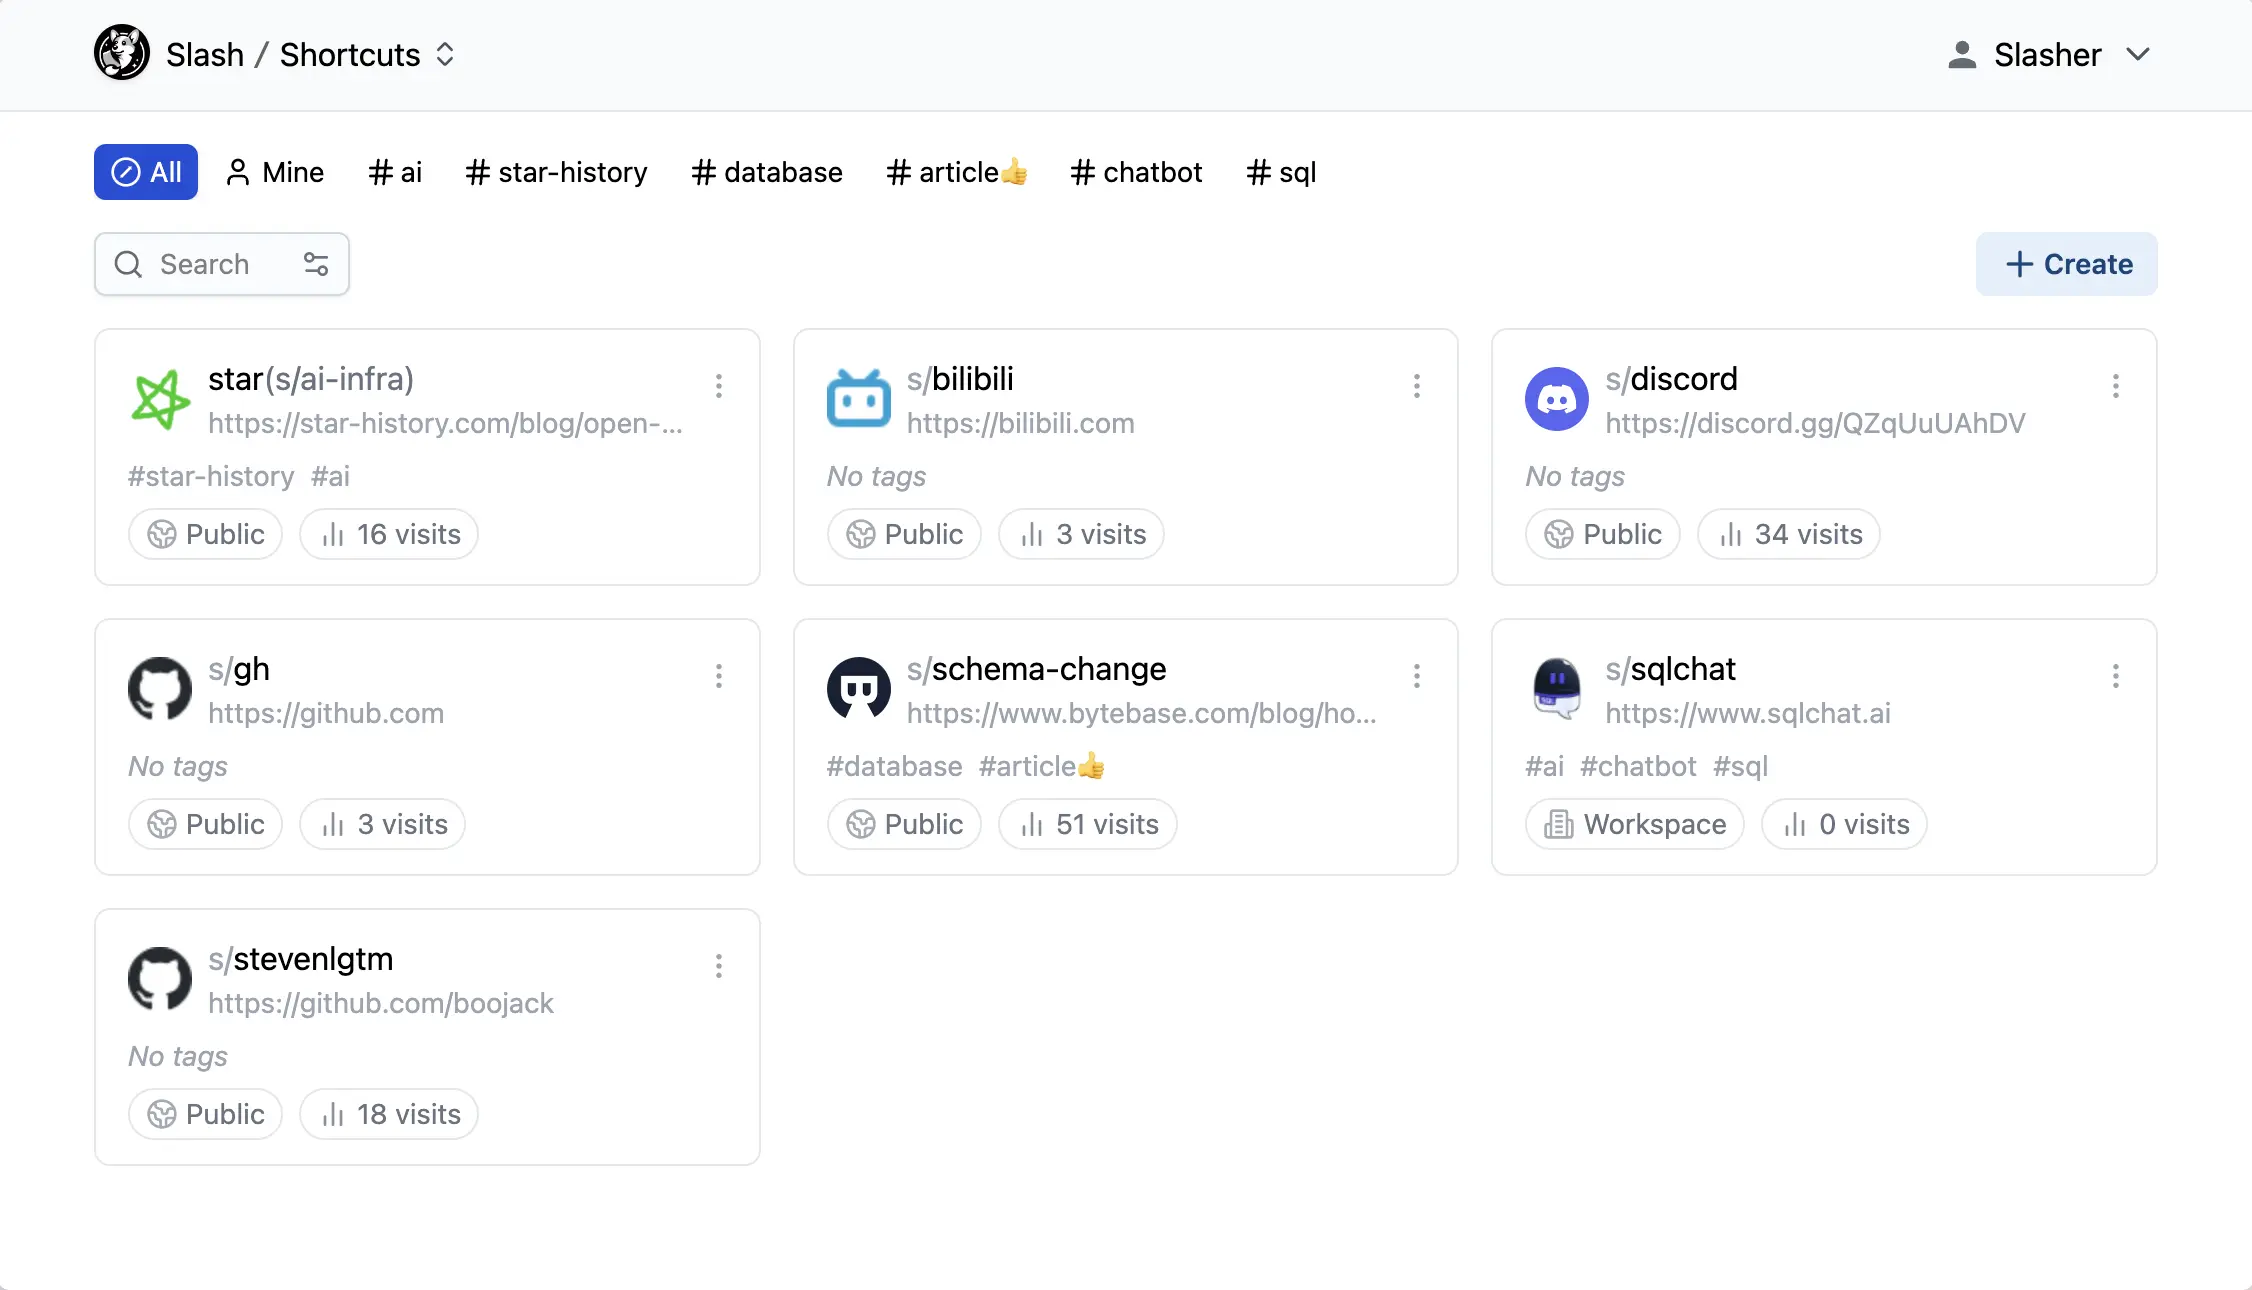 Slash / Shortcuts
Slasher
All Mine # ai # star-history # database # article👍 # chatbot # sql
Search
+ Create
star(s/ai-infra)
https://star-history.com/blog/open-...
#star-history #ai
Public 16 visits
s/bilibili
https://bilibili.com
No tags
Public 3 visits
s/discord
https://discord.gg/QZqUuUAhDV
No tags
Public 34 visits
s/gh
https://github.com
No tags
Public 3 visits
s/schema-change
https://www.bytebase.com/blog/ho...
#database #article👍
Public 51 visits
s/sqlchat
https://www.sqlchat.ai
#ai #chatbot #sql
Workspace 0 visits
s/stevenlgtm
https://github.com/boojack
No tags
Public 18 visits